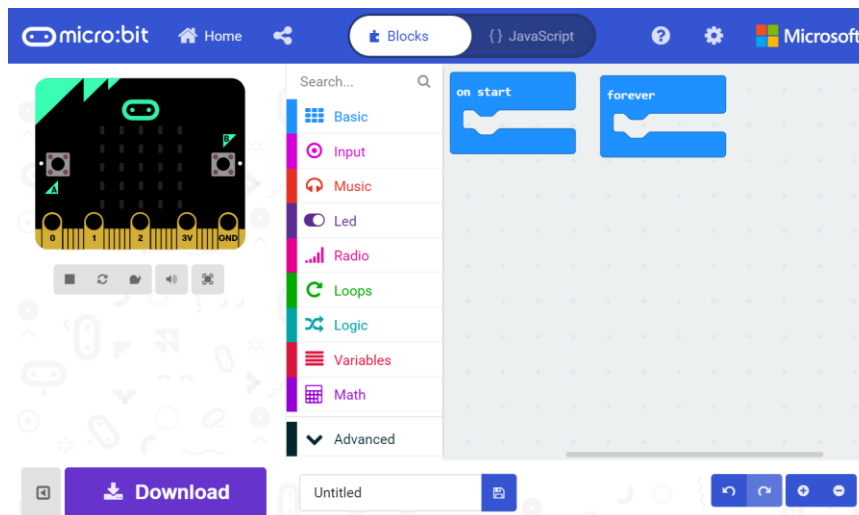 micro:bit Home Blocks {} JavaScript ? Microsoft
Search...
Basic
Input
Music
Led
Radio
Loops
Logic
Variables
Math
Advanced
on start
forever
B
A
0 1 2 3V GND
Download
Untitled